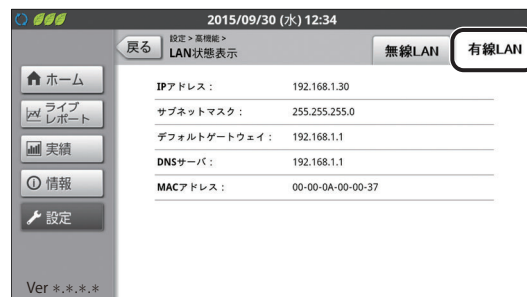 2015/09/30 (水) 12:34
戻る
設定 > 高機能 >
LAN状態表示
無線LAN
有線LAN
ホーム
ライブ
レポート
実績
情報
設定
Ver *.*.*.*
IPアドレス： 192.168.1.30
サブネットマスク： 255.255.255.0
デフォルトゲートウェイ： 192.168.1.1
DNSサーバ： 192.168.1.1
MACアドレス： 00-00-0A-00-00-37